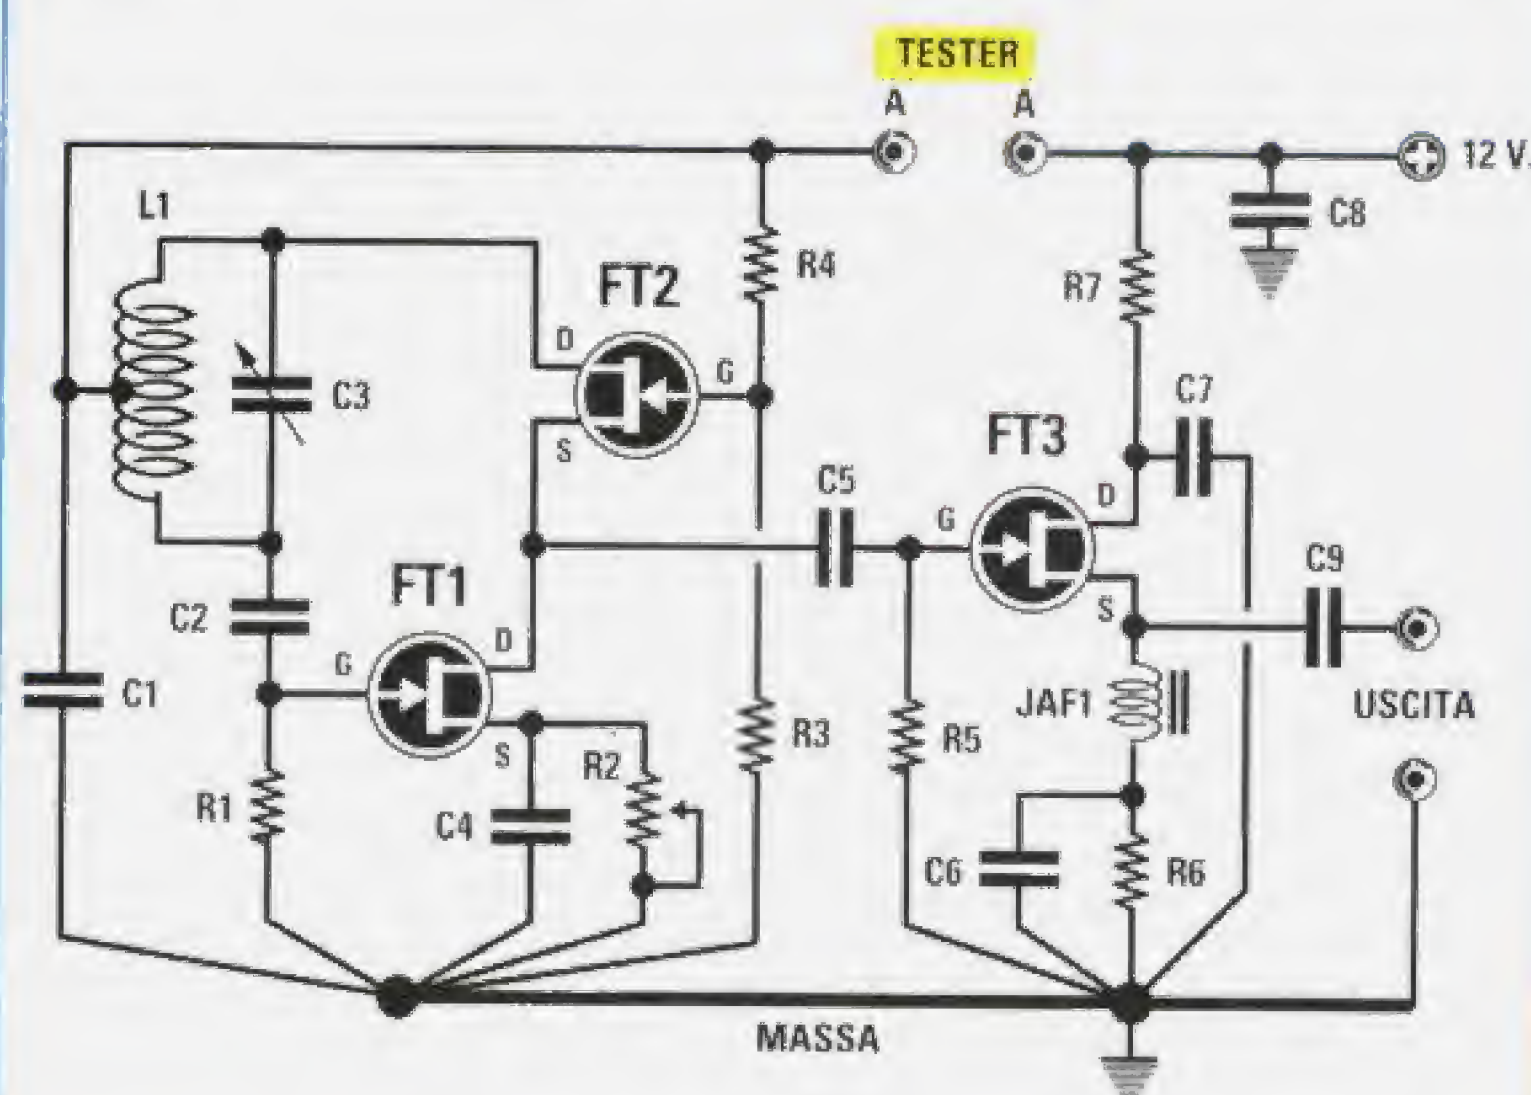 TESTER
A A
12 V.
L1
C8
FT2
R4
R7
D
G
C3
C7
S
FT3
D
C5
G
C9
FT1
S
C2
D
G
C1
JAF1
USCITA
R3
R5
S
R2
R1
C4
C6
R6
MASSA